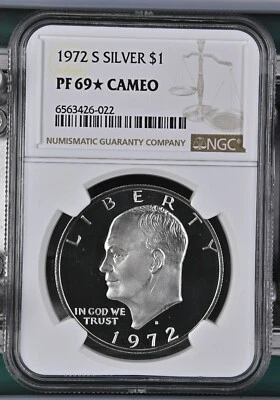 1972 S SILVER $1
PF 69★ CAMEO
6563426-022
NUMISMATIC GUARANTY COMPANY
NGC
LIBERTY
IN GOD WE
TRUST
S
1972